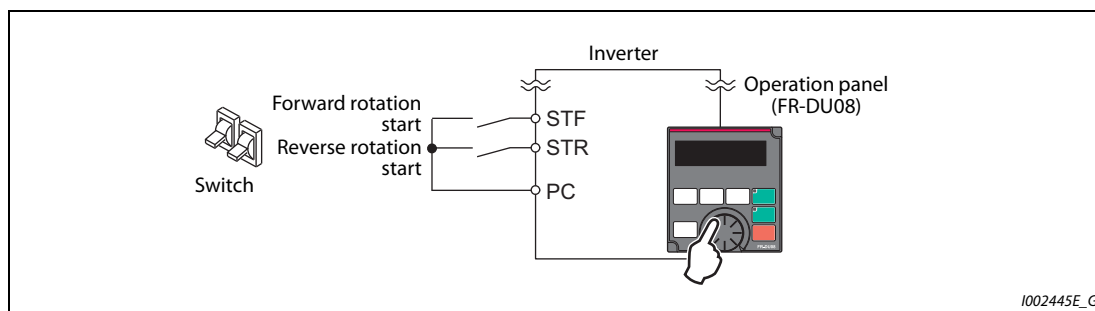 Inverter
Operation panel
(FR-DU08)
Forward rotation
start
STF
Reverse rotation
start
STR
PC
Switch
I002445E_G